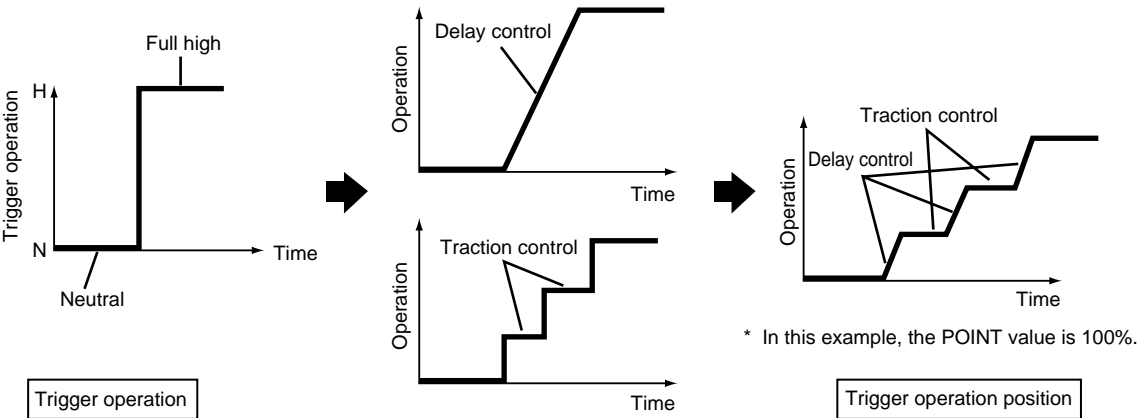 Full high
H
Trigger operation
N
Neutral
Time
Trigger operation
Delay control
Operation
Time
Traction control
Operation
Time
Traction control
Delay control
Operation
Time
* In this example, the POINT value is 100%.
Trigger operation position